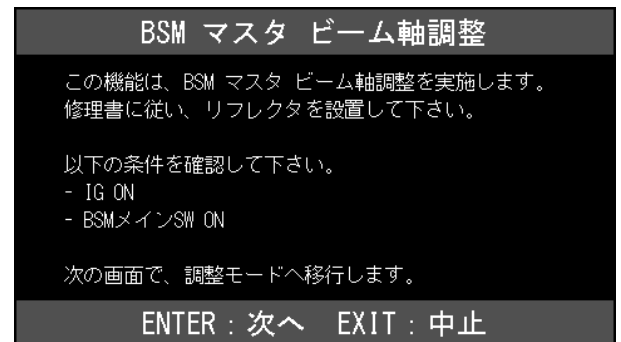 BSM マスタ ビーム軸調整
この機能は、BSM マスタ ビーム軸調整を実施します。
修理書に従い、リフレクタを設置して下さい。
以下の条件を確認して下さい。
- IG ON
- BSMメインSW ON
次の画面で、調整モードへ移行します。
ENTER：次へ　EXIT：中止